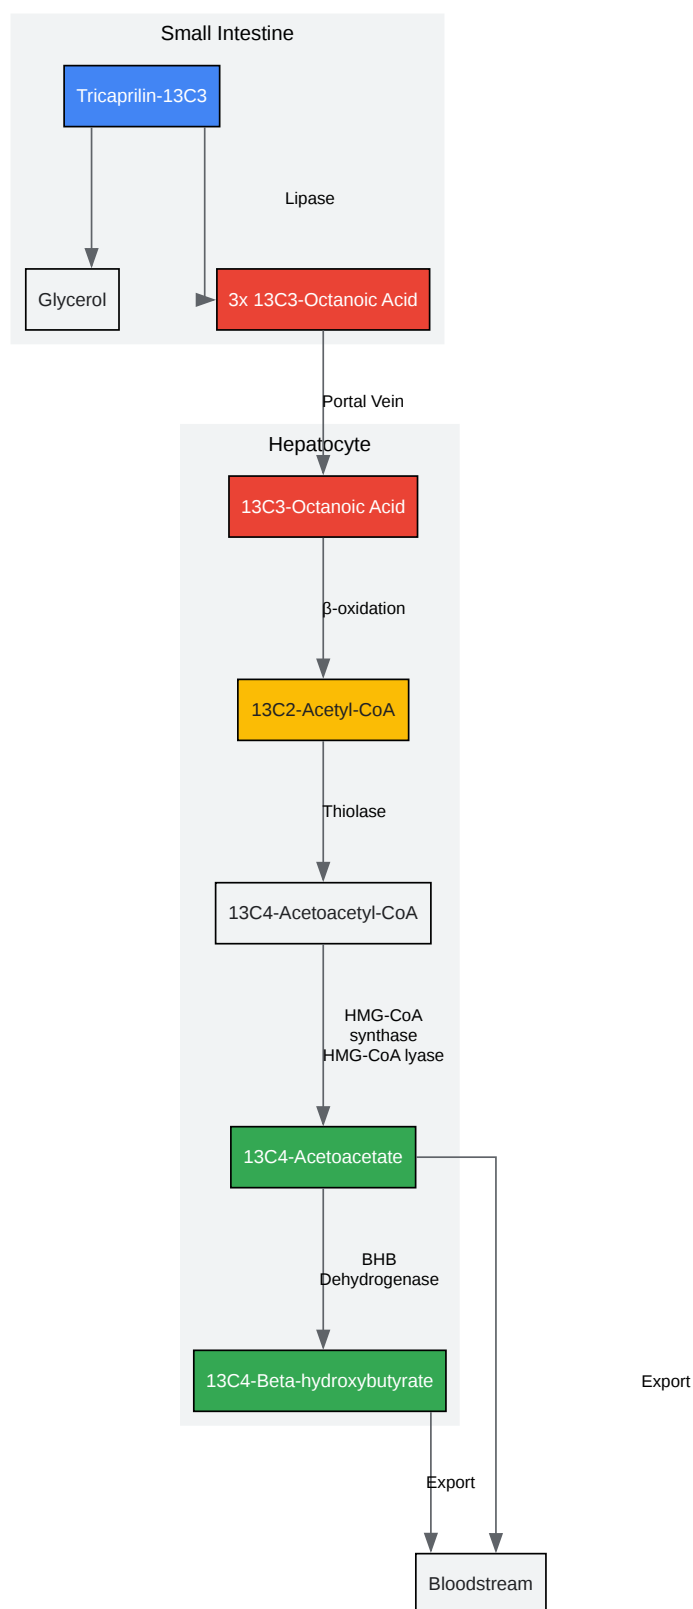 Small Intestine
Tricaprilin-13C3
Lipase
Glycerol
3x 13C3-Octanoic Acid
Portal Vein
Hepatocyte
13C3-Octanoic Acid
β-oxidation
13C2-Acetyl-CoA
Thiolase
13C4-Acetoacetyl-CoA
HMG-CoA
synthase
HMG-CoA lyase
13C4-Acetoacetate
BHB
Dehydrogenase
13C4-Beta-hydroxybutyrate
Export
Export
Bloodstream